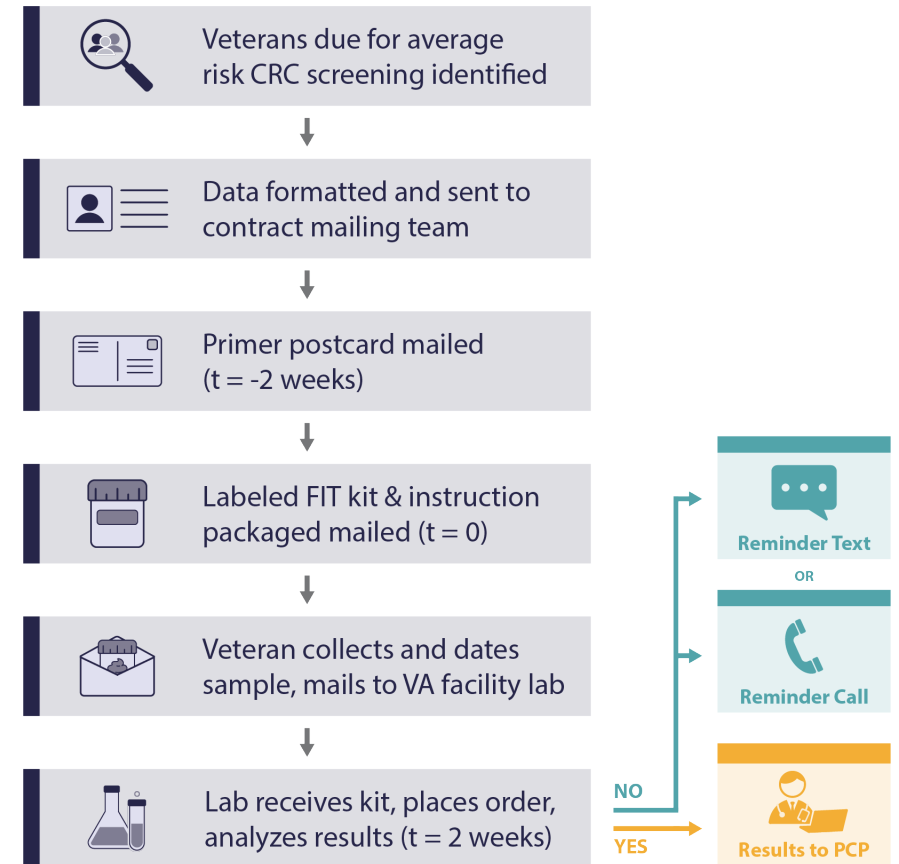 Veterans due for average
risk CRC screening identified
Data formatted and sent to
contract mailing team
Primer postcard mailed
(t = -2 weeks)
Labeled FIT kit & instruction
packaged mailed (t = 0)
Veteran collects and dates
sample, mails to VA facility lab
Lab receives kit, places order,
analyzes results (t = 2 weeks)
NO
YES
Reminder Text
OR
Reminder Call
Results to PCP